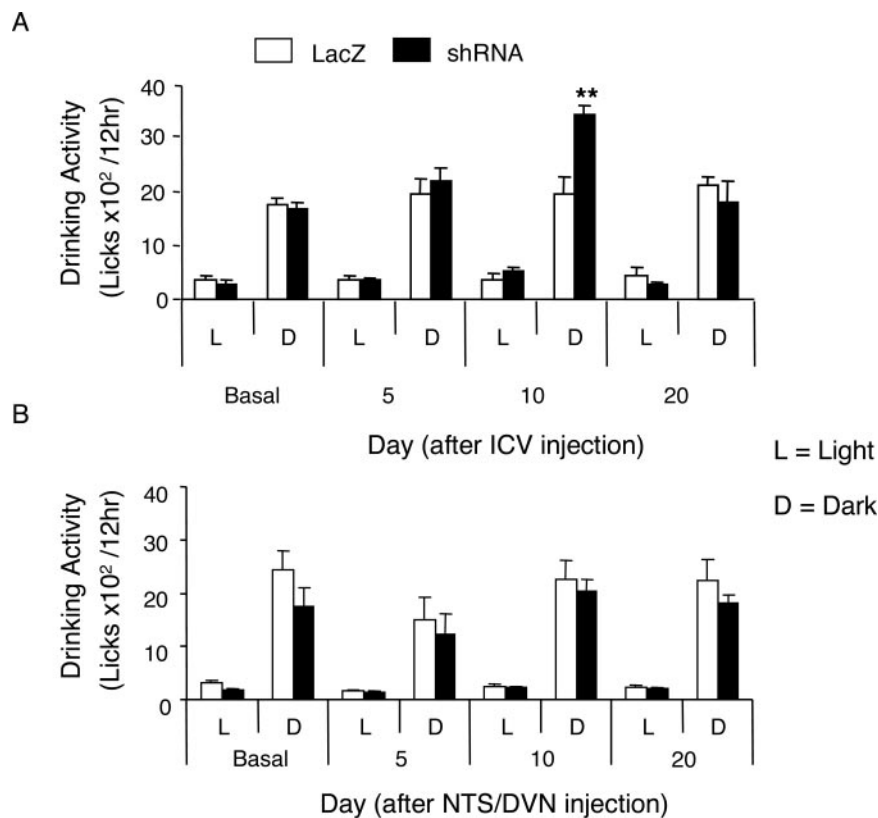 A
LacZ shRNA
Drinking Activity
(Licks x10² /12hr)
40
30
20
10
0
**
L D L D L D L D
Basal 5 10 20
Day (after ICV injection)
L = Light
D = Dark
B
Drinking Activity
(Licks x10² /12hr)
40
30
20
10
0
L D L D L D L D
Basal 5 10 20
Day (after NTS/DVN injection)